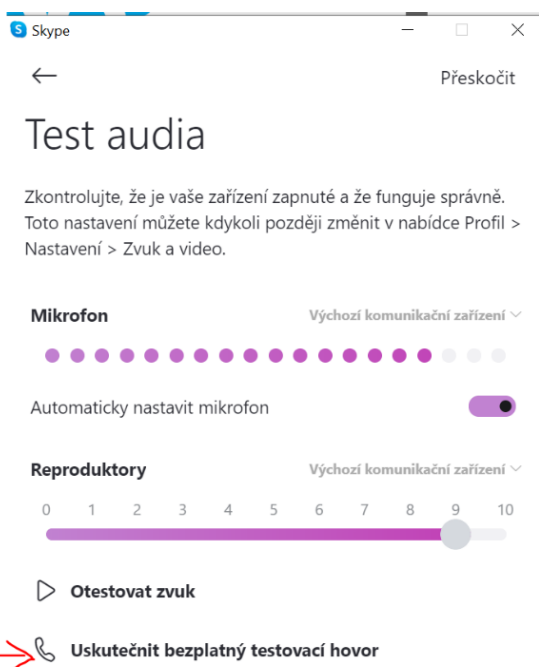 Skype
Přeskočit
Test audia
Zkontrolujte, že je vaše zařízení zapnuté a že funguje správně.
Toto nastavení můžete kdykoli později změnit v nabídce Profil >
Nastavení > Zvuk a video.
Mikrofon Výchozí komunikační zařízení
Automaticky nastavit mikrofon
Reproduktory Výchozí komunikační zařízení
0 1 2 3 4 5 6 7 8 9 10
Otestovat zvuk
Uskutečnit bezplatný testovací hovor